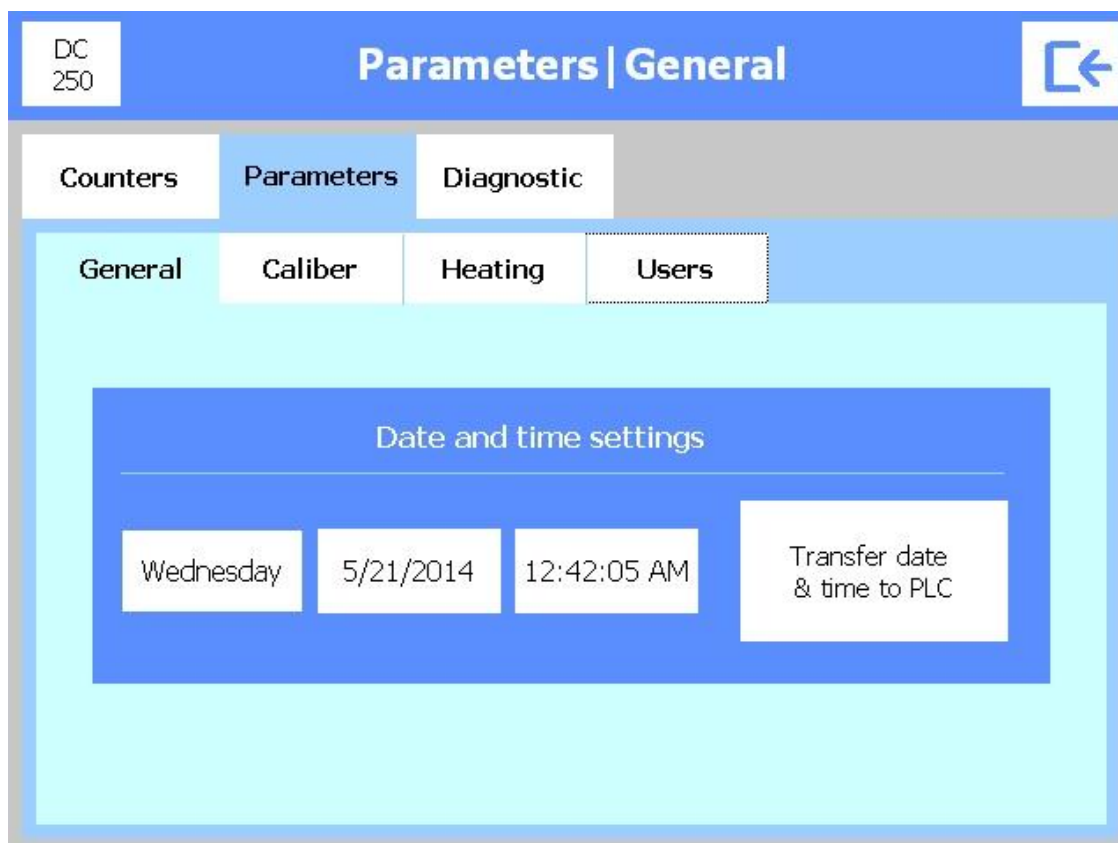 DC
250
Parameters|General
Counters
Parameters
Diagnostic
General
Caliber
Heating
Users
Date and time settings
Wednesday
5/21/2014
12:42:05 AM
Transfer date
& time to PLC